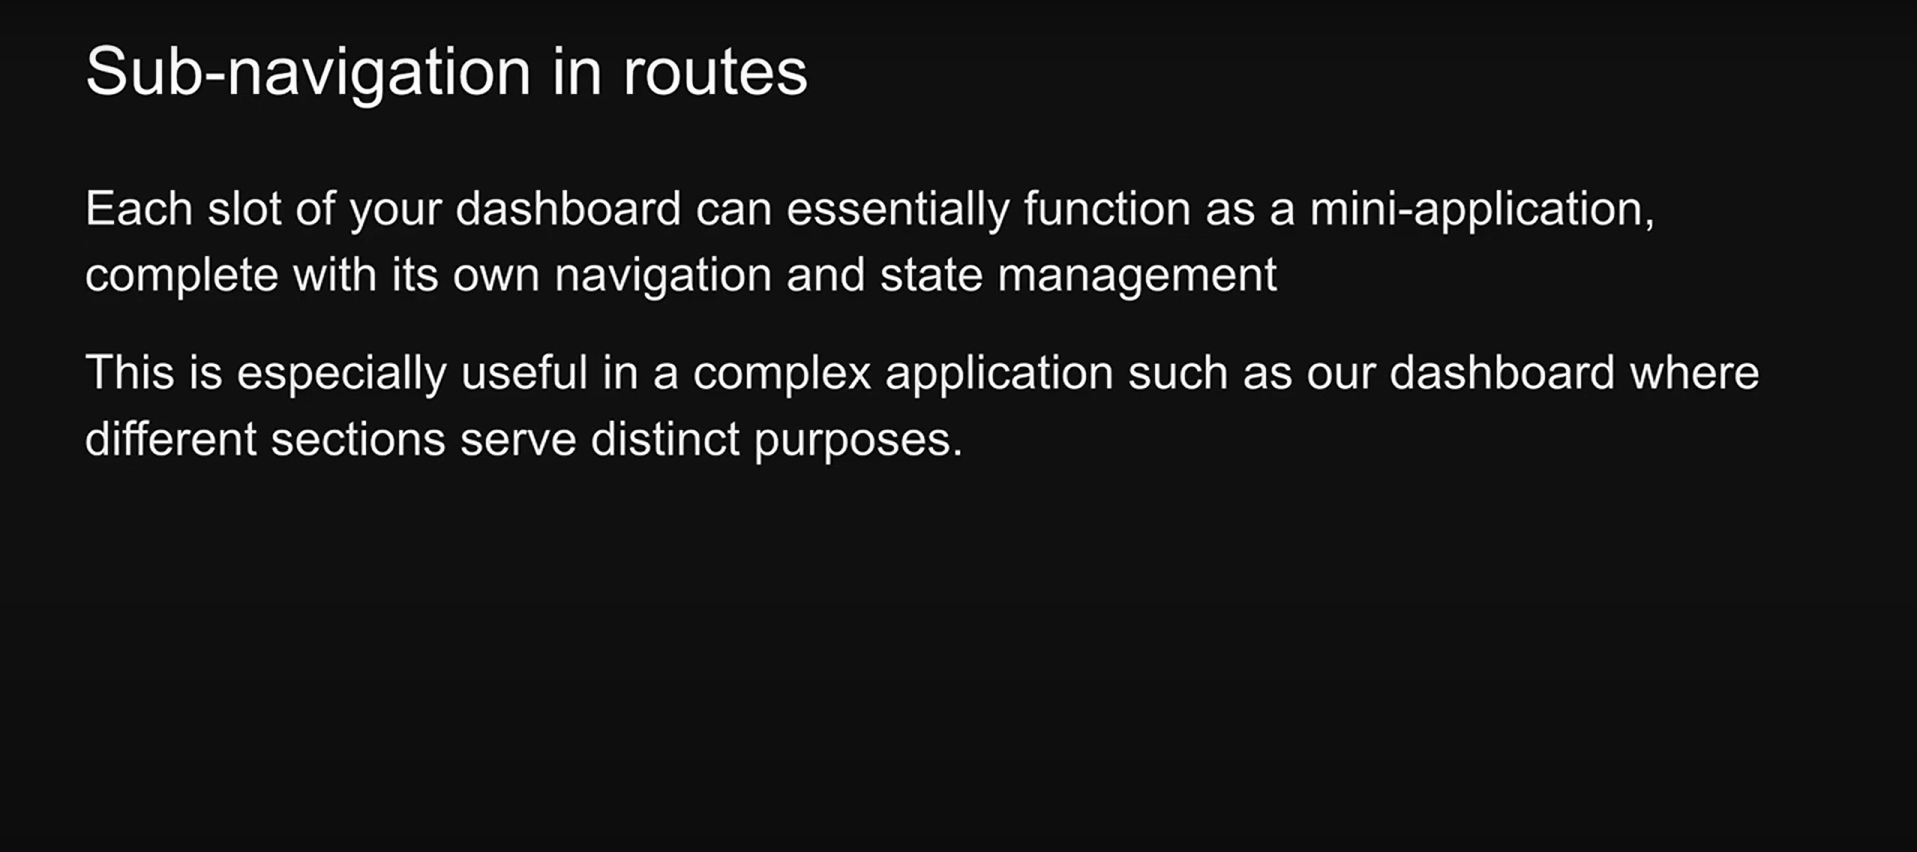 Sub-navigation in routes
Each slot of your dashboard can essentially function as a mini-application,
complete with its own navigation and state management
This is especially useful in a complex application such as our dashboard where
different sections serve distinct purposes.